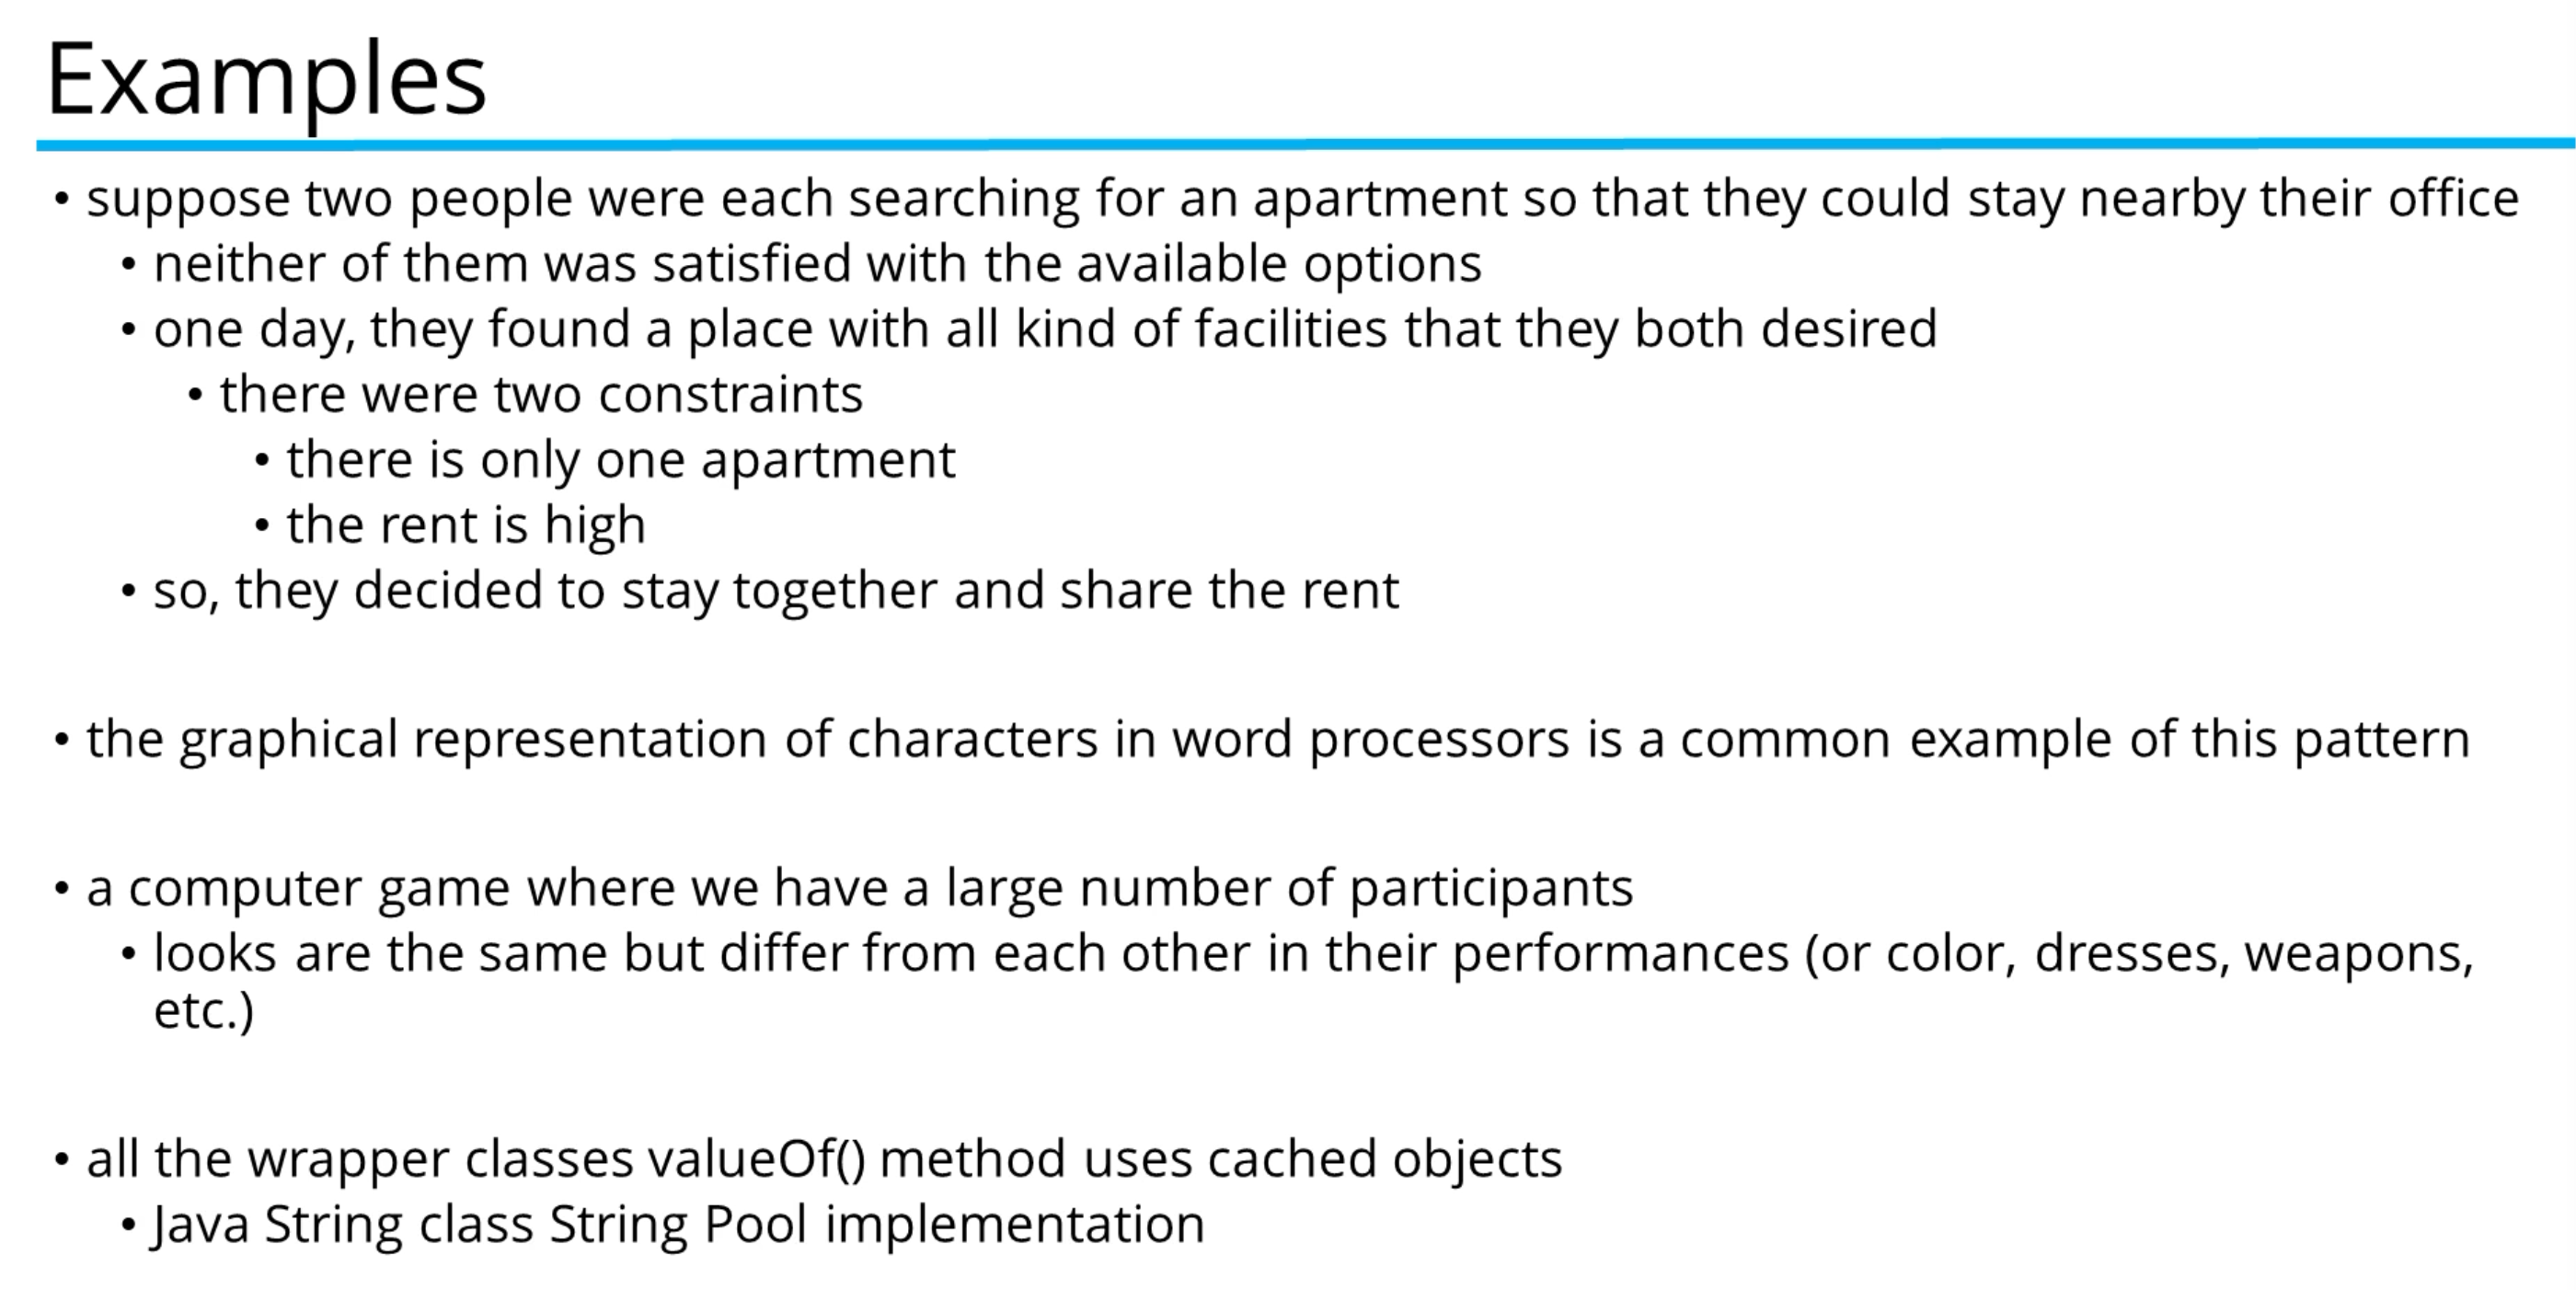 Examples
• suppose two people were each searching for an apartment so that they could stay nearby their office
• neither of them was satisfied with the available options
• one day, they found a place with all kind of facilities that they both desired
• there were two constraints
• there is only one apartment
• the rent is high
• so, they decided to stay together and share the rent
• the graphical representation of characters in word processors is a common example of this pattern
• a computer game where we have a large number of participants
• looks are the same but differ from each other in their performances (or color, dresses, weapons,
etc.)
• all the wrapper classes valueOf() method uses cached objects
• Java String class String Pool implementation